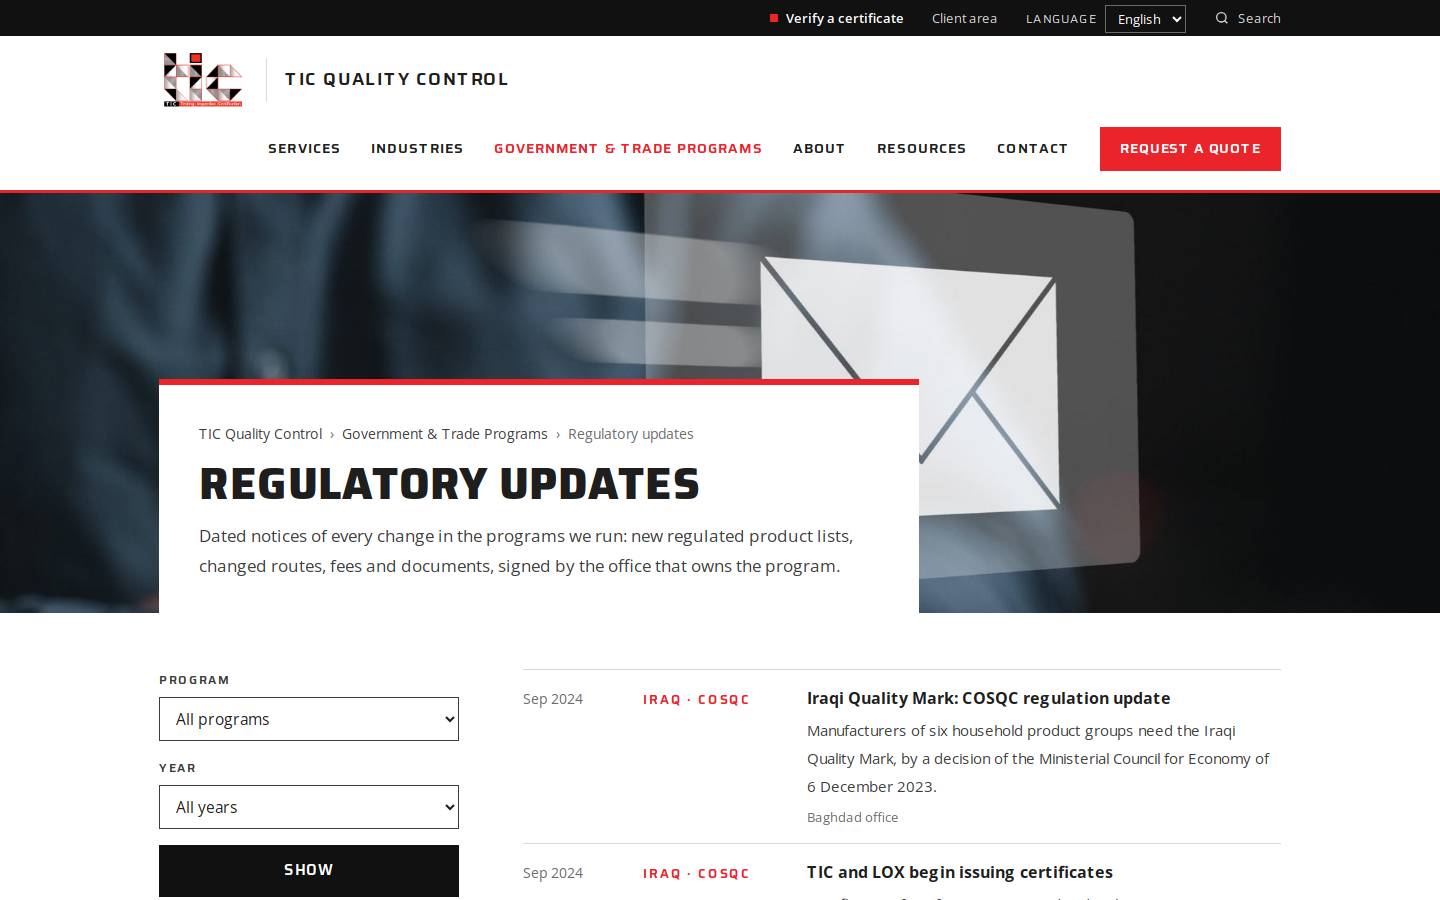 Verify a certificate
Client area
LANGUAGE
English
Search
tic
TIC QUALITY CONTROL
SERVICES
INDUSTRIES
GOVERNMENT & TRADE PROGRAMS
ABOUT
RESOURCES
CONTACT
REQUEST A QUOTE
TIC Quality Control › Government & Trade Programs › Regulatory updates
REGULATORY UPDATES
Dated notices of every change in the programs we run: new regulated product lists,
changed routes, fees and documents, signed by the office that owns the program.
PROGRAM
All programs
YEAR
All years
SHOW
Sep 2024
IRAQ · COSQC
Iraqi Quality Mark: COSQC regulation update
Manufacturers of six household product groups need the Iraqi
Quality Mark, by a decision of the Ministerial Council for Economy of
6 December 2023.
Baghdad office
Sep 2024
IRAQ · COSQC
TIC and LOX begin issuing certificates